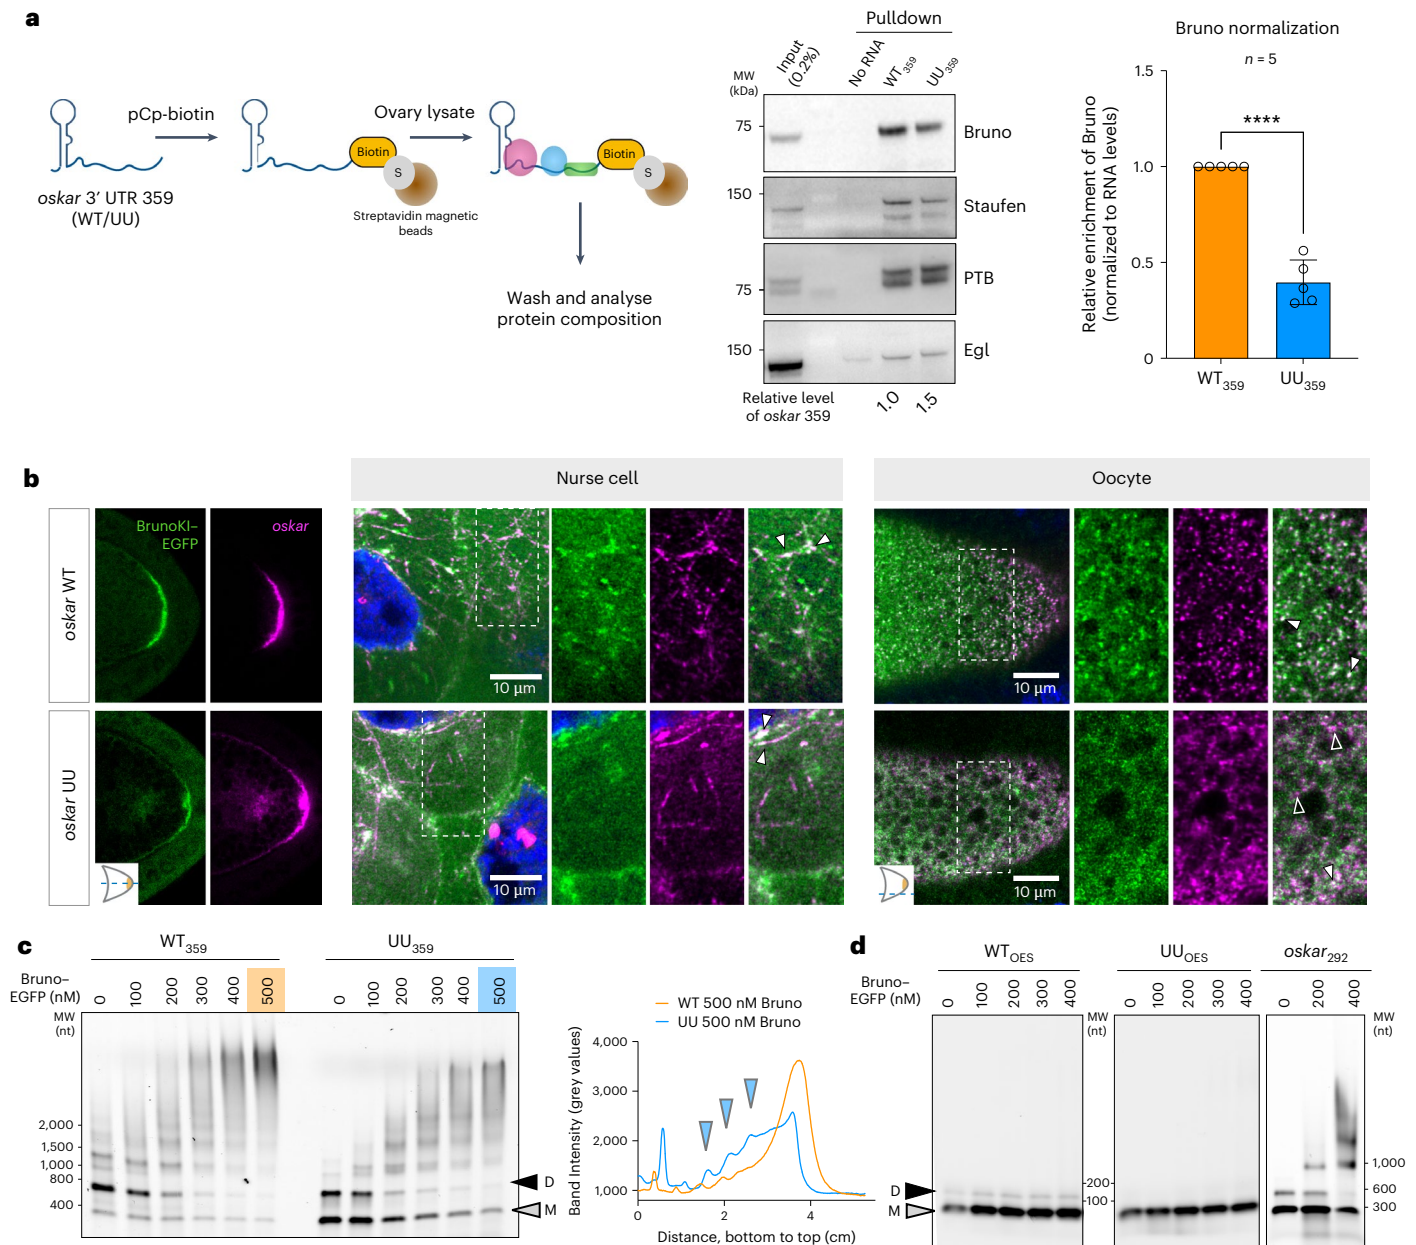 a
pCp-biotin
Ovary lysate
Biotin
S
Biotin
S
oskar 3′ UTR 359
(WT/UU)
Streptavidin magnetic
beads
Wash and analyse
protein composition
Pulldown
Input
(0.2%)
No RNA
WT359
UU359
MW
(kDa)
75
Bruno
150
Staufen
75
PTB
150
Egl
Relative level
of oskar 359
1.0
1.5
Bruno normalization
n = 5
****
Relative enrichment of Bruno
(normalized to RNA levels)
1.5
1.0
0.5
0
WT359
UU359
b
Nurse cell
Oocyte
oskar WT
BrunoKI–
EGFP
oskar
10 µm
10 µm
oskar UU
10 µm
10 µm
c
WT359
UU359
Bruno–
EGFP (nM)
0
100
200
300
400
500
0
100
200
300
400
500
MW
(nt)
2,000
1,500
1,000
800
400
D
M
WT 500 nM Bruno
UU 500 nM Bruno
Band Intensity (grey values)
4,000
3,000
2,000
1,000
0
2
4
Distance, bottom to top (cm)
d
WTOES
UUOES
oskar292
Bruno–
EGFP (nM)
0
100
200
300
400
0
100
200
300
400
0
200
400
MW
(nt)
MW
(nt)
200
100
1,000
600
300
D
M